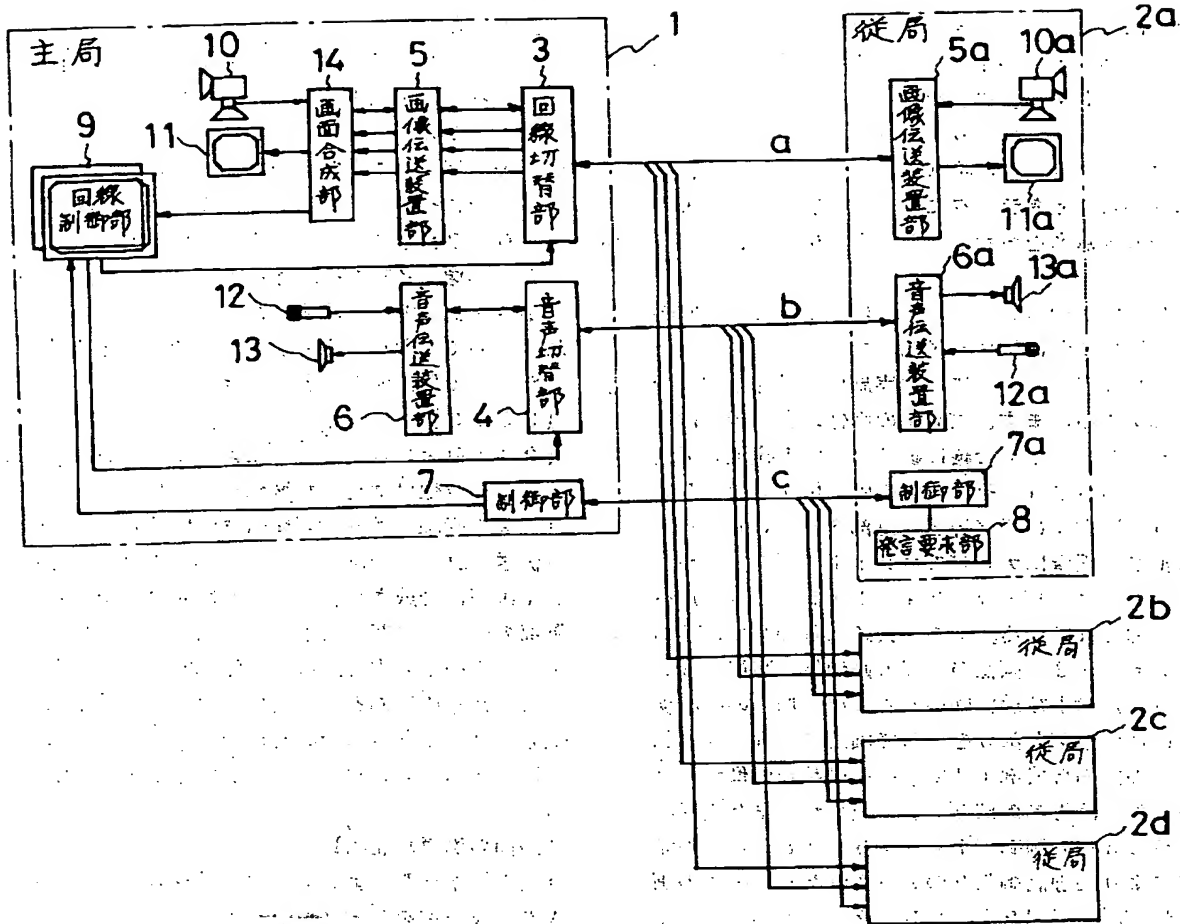 主局
1
10
14
画面合成部
5
画像伝送装置部
3
回線切替部
11
9
回線
制御部
12
13
音声伝送装置部
6
音声切替部
4
7
制御部
a
b
c
従局
2a
5a
画像伝送装置部
10a
11a
6a
音声伝送装置部
13a
12a
7a
制御部
8
発言要求部
2b
従局
2c
従局
2d
従局